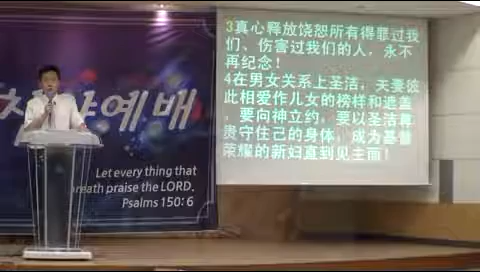 예배
Let every thing that
breath praise the LORD.
Psalms 150:6
3真心释放饶恕所有得罪过我
们、伤害过我们的人，永不
再纪念！
4在男女关系上圣洁，夫妻彼
此相爱作儿女的榜样和遮盖
，要向神立约，要以圣洁尊
贵守住己的身体，成为基督
荣耀的新妇直到见主面！